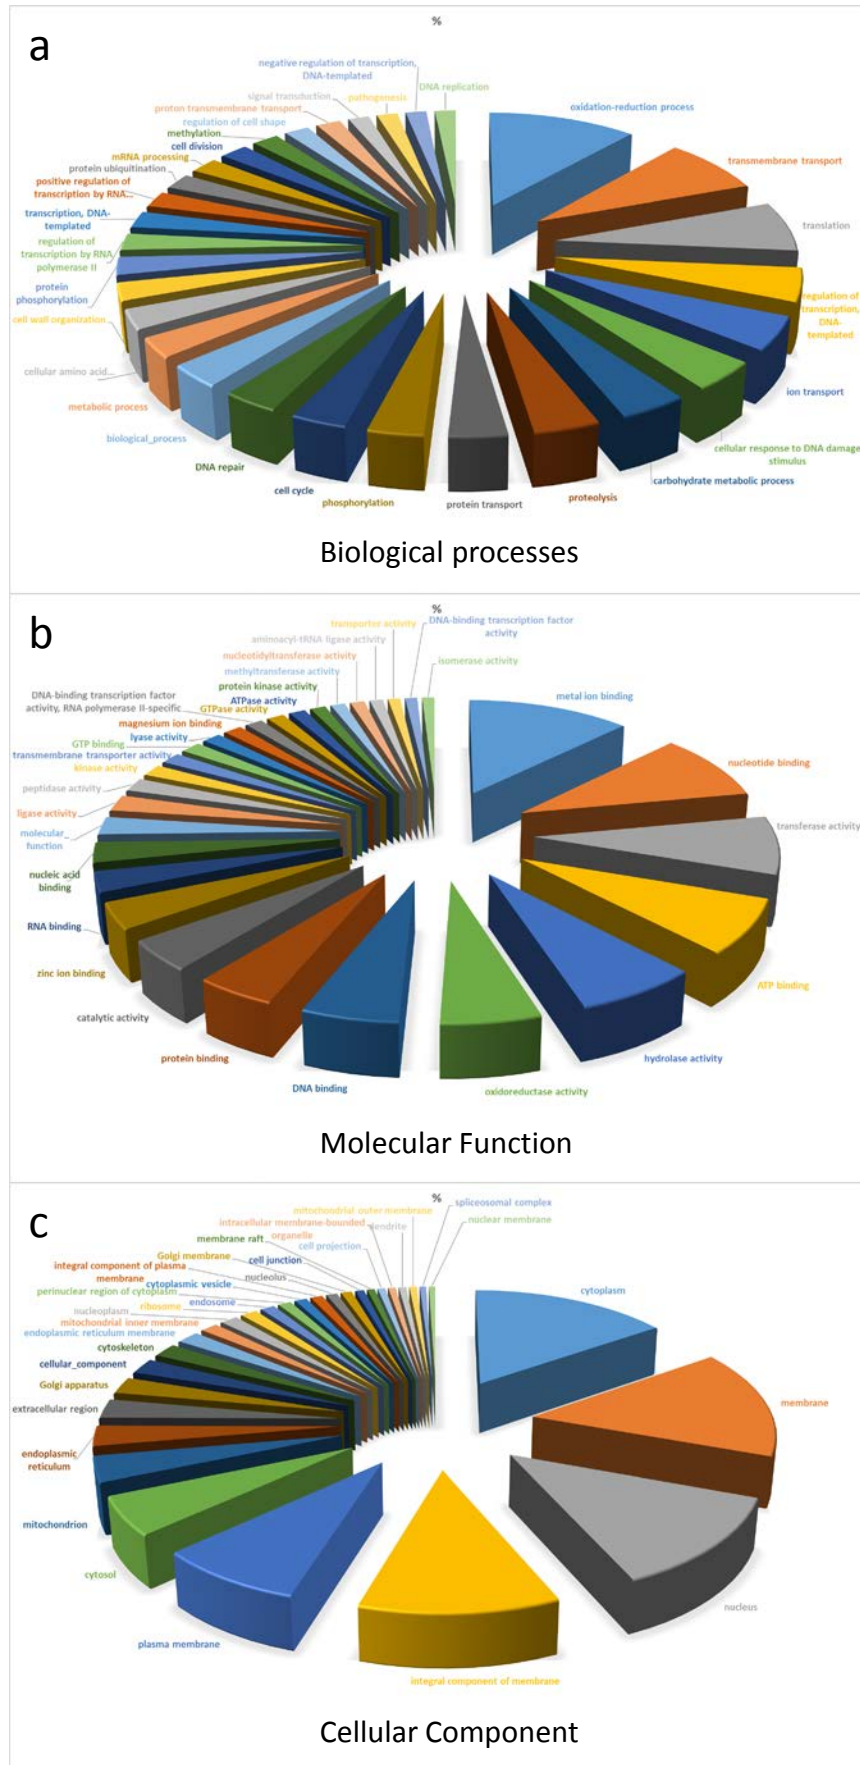 %
a
negative regulation of transcription,
DNA-templated
DNA replication
signal transduction
pathogenesis
proton transmembrane transport
regulation of cell shape
methylation
cell division
mRNA processing
protein ubiquitination
positive regulation of
transcription by RNA...
transcription, DNA-
templated
regulation of
transcription by RNA
polymerase II
protein
phosphorylation
cell wall organization
cellular amino acid...
metabolic process
biological_process
DNA repair
cell cycle
phosphorylation
protein transport
proteolysis
carbohydrate metabolic process
cellular response to DNA damage
stimulus
ion transport
regulation of
transcription,
DNA-
templated
translation
transmembrane transport
oxidation-reduction process
Biological processes
%
b
transporter activity
DNA-binding transcription factor
activity
aminoacyl-tRNA ligase activity
isomerase activity
nucleotidyltransferase activity
methyltransferase activity
protein kinase activity
ATPase activity
DNA-binding transcription factor
activity, RNA polymerase II-specific
GTPase activity
magnesium ion binding
lyase activity
GTP binding
transmembrane transporter activity
kinase activity
peptidase activity
ligase activity
molecular_
function
nucleic acid
binding
RNA binding
zinc ion binding
catalytic activity
protein binding
DNA binding
oxidoreductase activity
hydrolase activity
ATP binding
transferase activity
nucleotide binding
metal ion binding
Molecular Function
%
c
mitochondrial outer membrane
spliceosomal complex
nuclear membrane
intracellular membrane-bounded
organelle
dendrite
membrane raft
cell projection
Golgi membrane
cell junction
integral component of plasma
membrane
nucleolus
cytoplasmic vesicle
perinuclear region of cytoplasm
endosome
ribosome
nucleoplasm
mitochondrial inner membrane
endoplasmic reticulum membrane
cytoskeleton
cellular_component
Golgi apparatus
extracellular region
endoplasmic
reticulum
mitochondrion
cytosol
plasma membrane
integral component of membrane
nucleus
membrane
cytoplasm
Cellular Component